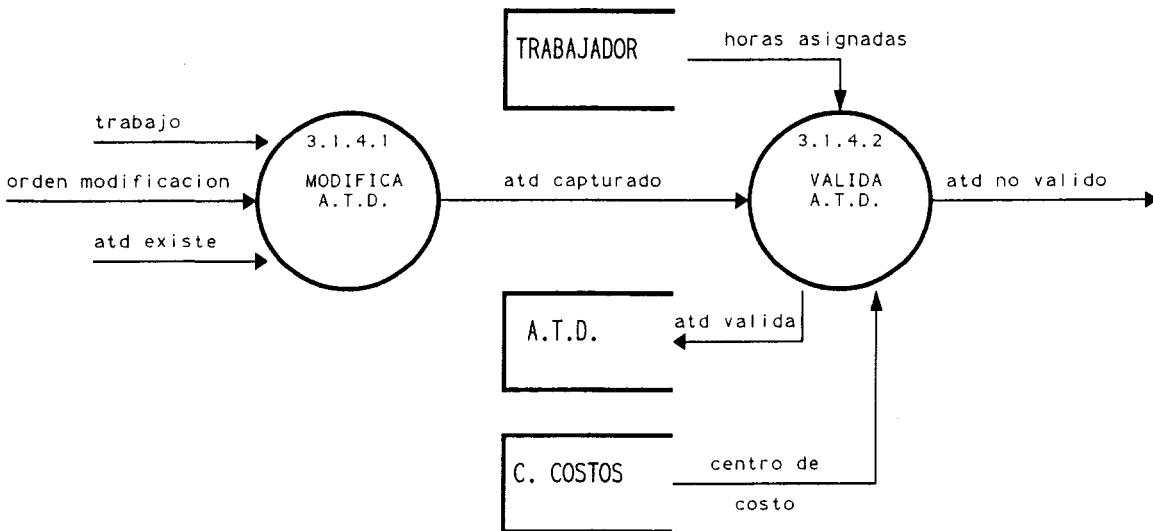 TRABAJADOR
horas asignadas
trabajo
orden modificacion
atd existe
3.1.4.1
MODIFICA
A.T.D.
atd capturado
3.1.4.2
VALIDA
A.T.D.
atd no valido
A.T.D.
atd valida
C. COSTOS
centro de
costo